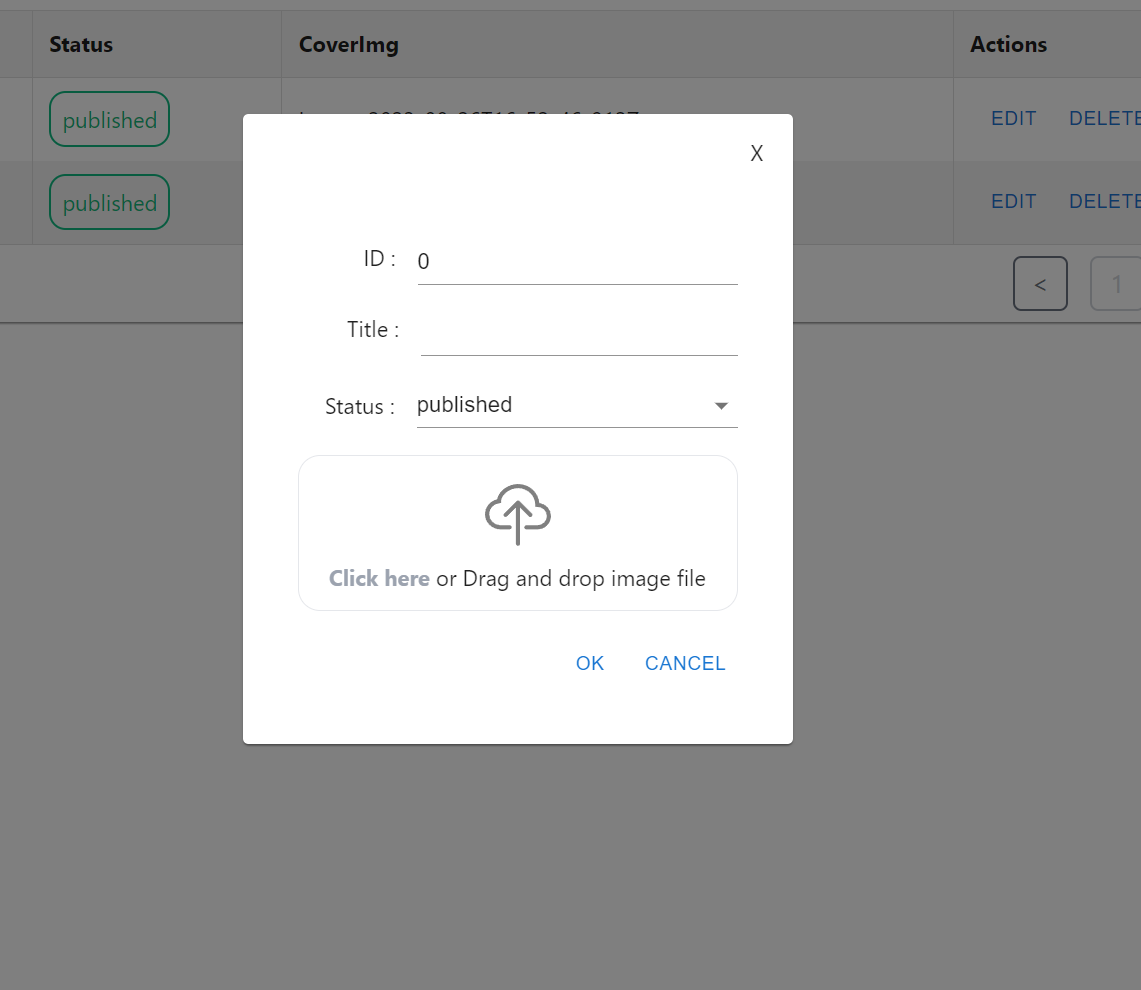 Status CoverImg Actions
published EDIT DELETE
X
published EDIT DELETE
ID : 0
< 1
Title :
Status : published
Click here or Drag and drop image file
OK CANCEL